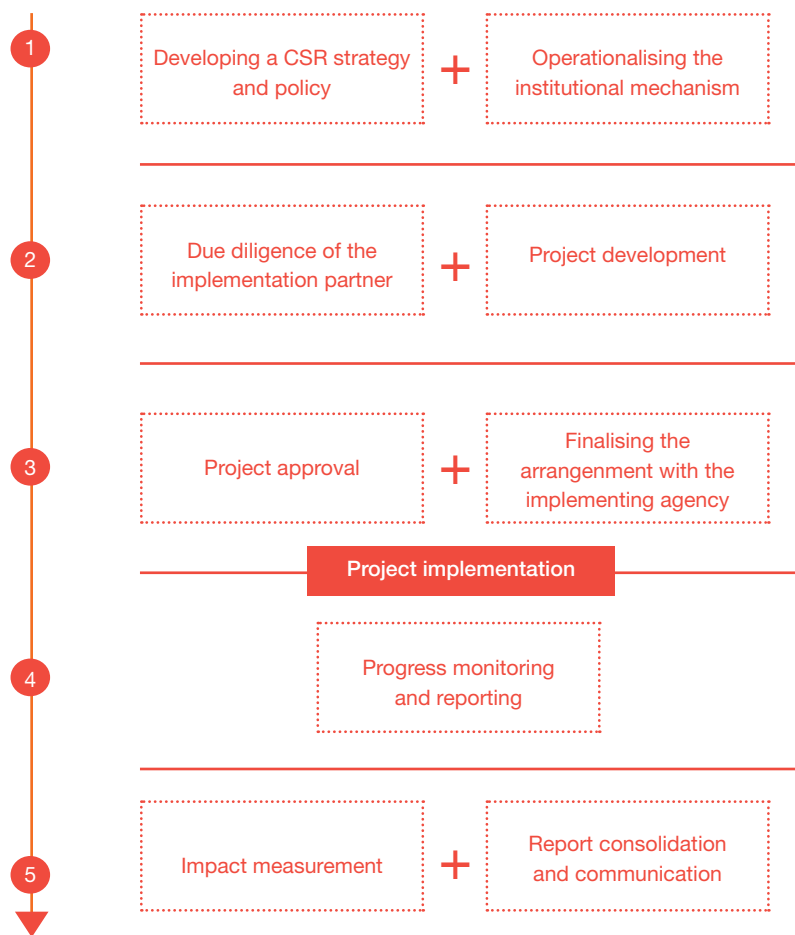 1
Developing a CSR strategy
and policy
+
Operationalising the
institutional mechanism
2
Due diligence of the
implementation partner
+
Project development
3
Project approval
+
Finalising the
arrangenment with the
implementing agency
Project implementation
4
Progress monitoring
and reporting
5
Impact measurement
+
Report consolidation
and communication